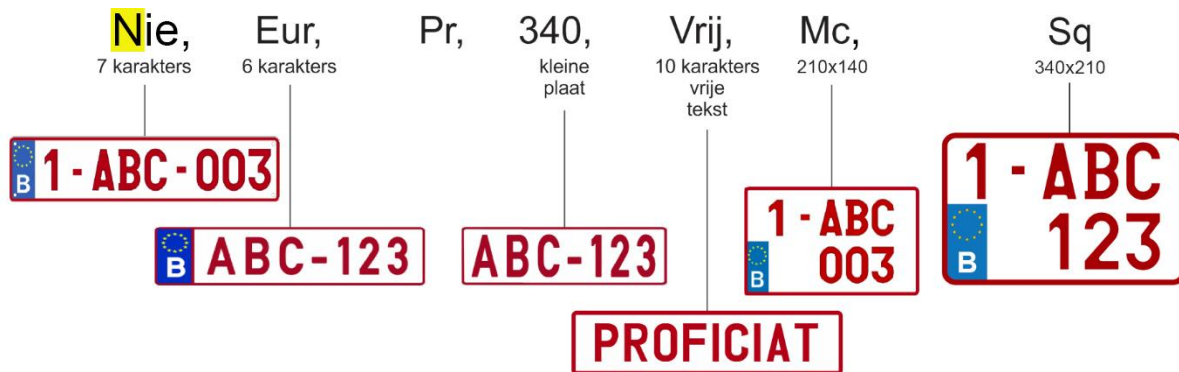 Nie, Eur, Pr, 340, Vrij, Mc, Sq
7 karakters 6 karakters kleine plaat 10 karakters vrije tekst 210x140 340x210
B 1-ABC-003
B ABC-123
ABC-123
PROFICIAT
1-ABC
B 003
1-ABC
B 123